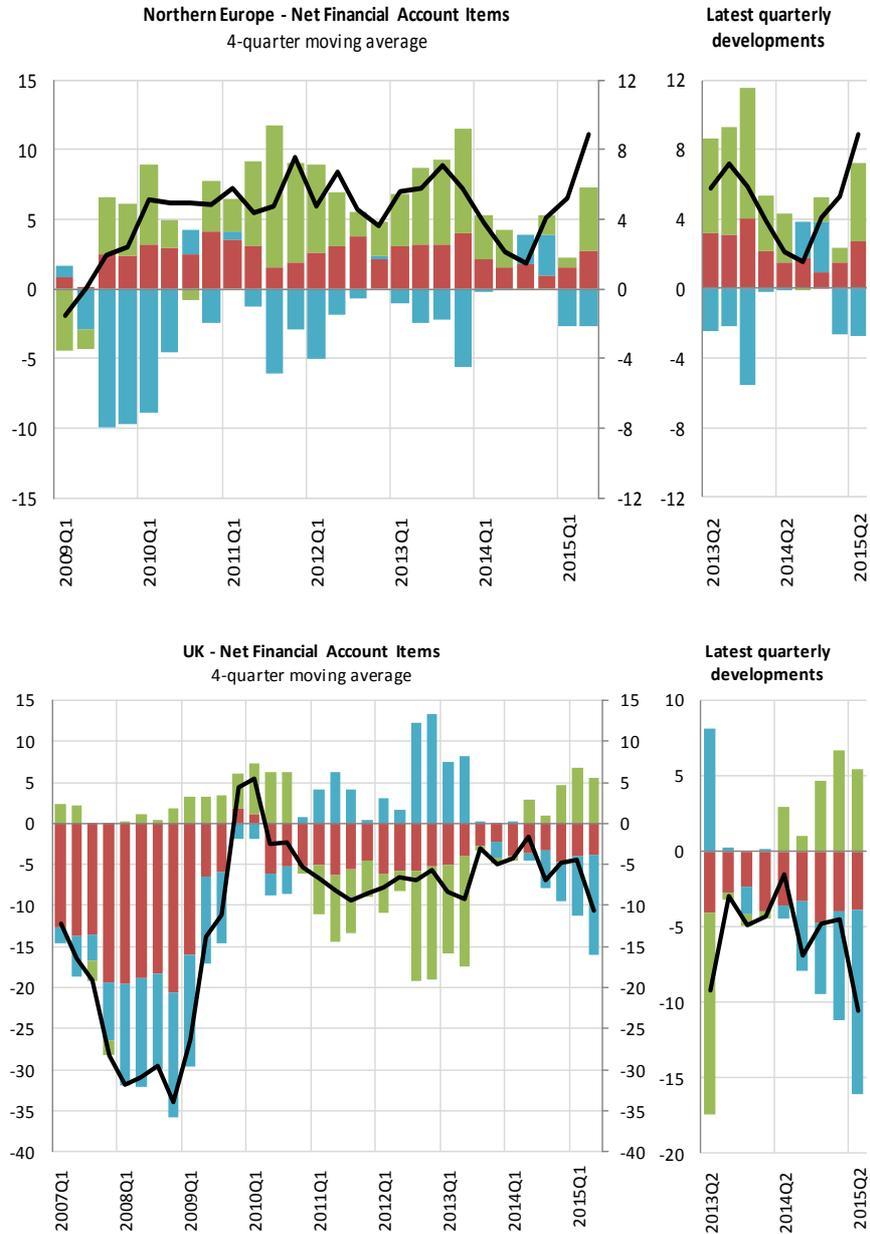 Northern Europe - Net Financial Account Items
4-quarter moving average
Latest quarterly
developments
15
10
5
0
-5
-10
-15
12
8
4
0
-4
-8
-12
12
8
4
0
-4
-8
-12
2009Q1
2010Q1
2011Q1
2012Q1
2013Q1
2014Q1
2015Q1
2013Q2
2014Q2
2015Q2
UK - Net Financial Account Items
4-quarter moving average
Latest quarterly
developments
15
10
5
0
-5
-10
-15
-20
-25
-30
-35
-40
15
10
5
0
-5
-10
-15
-20
-25
-30
-35
-40
10
5
0
-5
-10
-15
-20
2007Q1
2008Q1
2009Q1
2010Q1
2011Q1
2012Q1
2013Q1
2014Q1
2015Q1
2013Q2
2014Q2
2015Q2